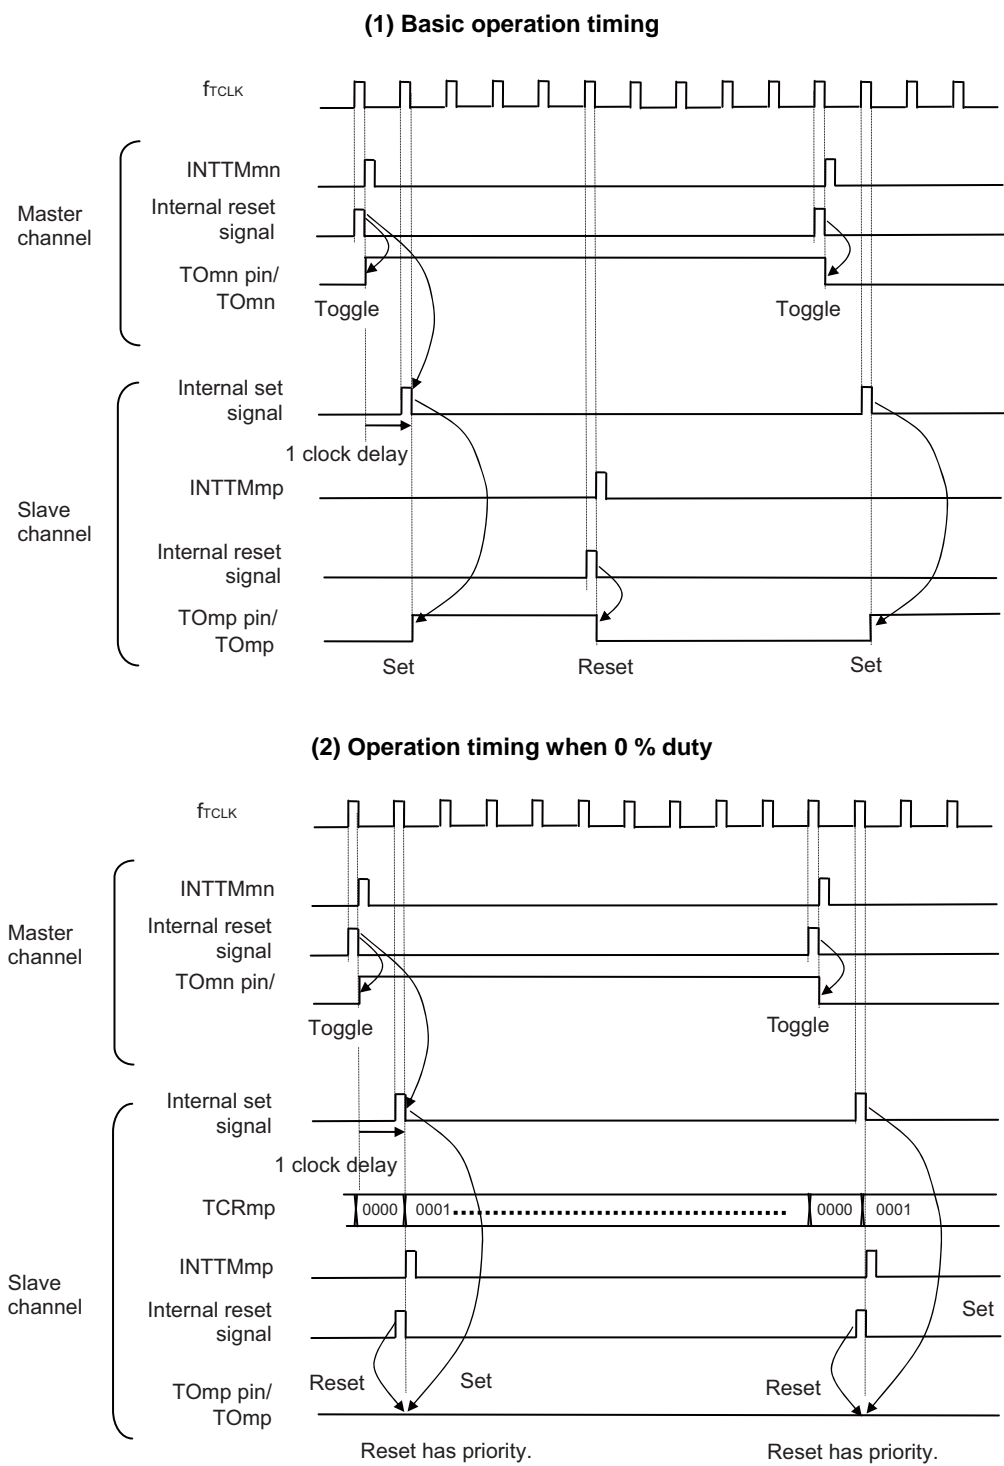 (1) Basic operation timing
fTCLK
INTTMmn
Internal reset
signal
Master
channel
TOmn pin/
TOmn
Toggle
Toggle
Internal set
signal
1 clock delay
INTTMmp
Slave
channel
Internal reset
signal
TOmp pin/
TOmp
Set
Reset
Set
(2) Operation timing when 0 % duty
fTCLK
INTTMmn
Internal reset
signal
Master
channel
TOmn pin/
Toggle
Toggle
Internal set
signal
1 clock delay
TCRmp
0000
0001
0000
0001
INTTMmp
Slave
channel
Internal reset
signal
Set
Reset
Set
Reset
TOmp pin/
TOmp
Reset has priority.
Reset has priority.